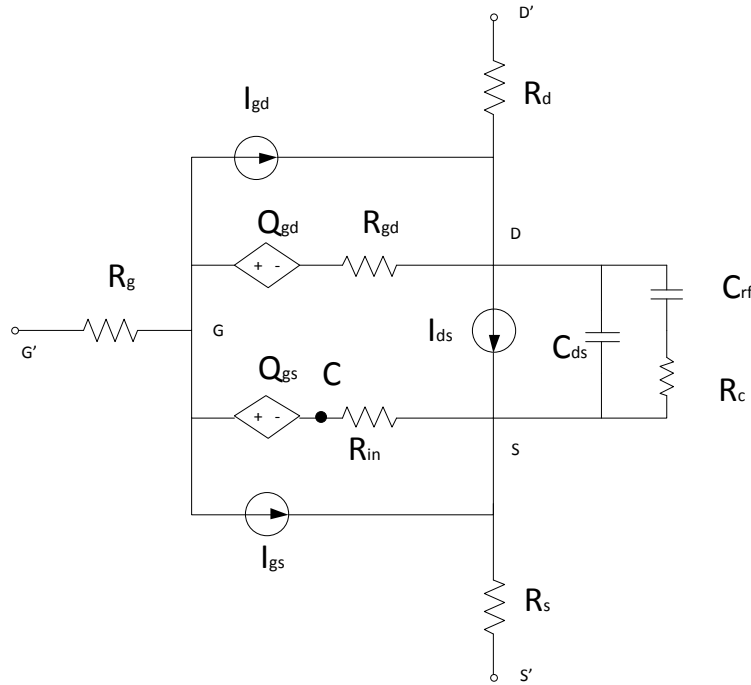 D'
Rd
Igd
Qgd
Rgd
D
+ -
Rg
Crf
G'
G
Ids
Cds
Qgs
C
Rc
+ -
Rin
S
Igs
Rs
S'